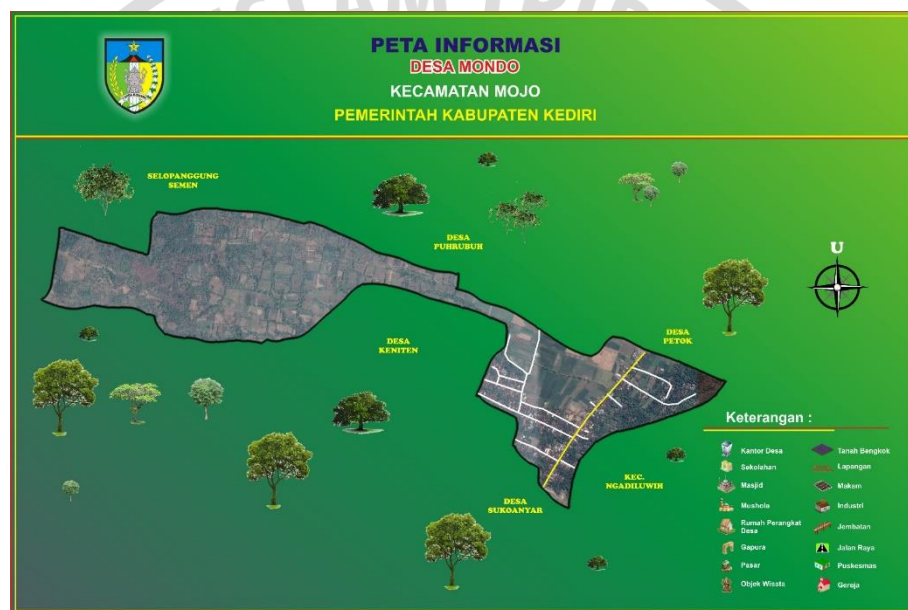 PETA INFORMASI
DESA MONDO
KECAMATAN MOJO
PEMERINTAH KABUPATEN KEDIRI
SELOPANGGUNG
SEMEN
DESA
PUHRUBUH
U
DESA
KENITEN
DESA
PETOK
KEC.
NGADILUWIH
DESA
SUKOANYAR
Keterangan :
Kantor Desa
Sekolahan
Masjid
Mushola
Rumah Perangkat
Desa
Gapura
Pasar
Objek Wisata
Tanah Bengkok
Lapangan
Makam
Industri
Jembatan
Jalan Raya
Puskesmas
Gereja